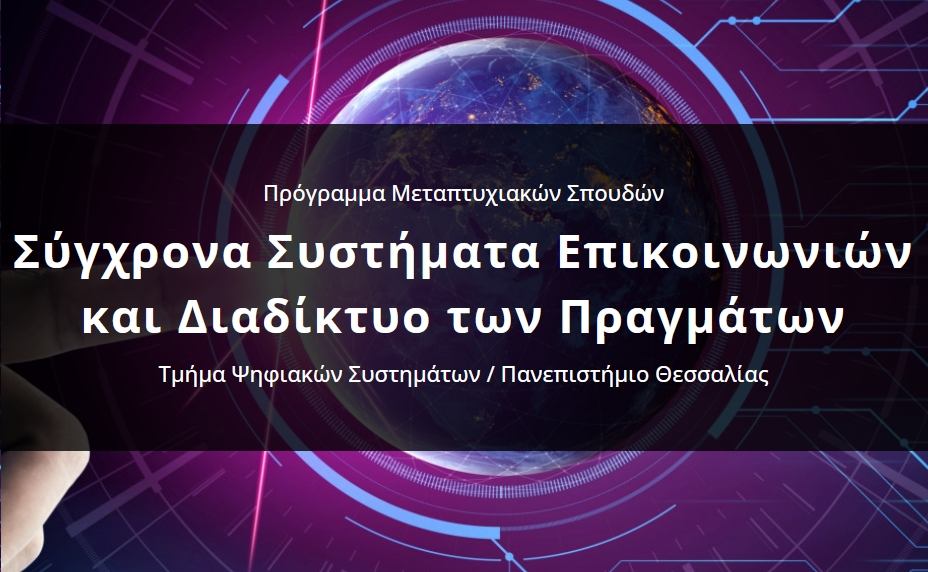 Πρόγραμμα Μεταπτυχιακών Σπουδών
Σύγχρονα Συστήματα Επικοινωνιών
και Διαδίκτυο των Πραγμάτων
Τμήμα Ψηφιακών Συστημάτων / Πανεπιστήμιο Θεσσαλίας